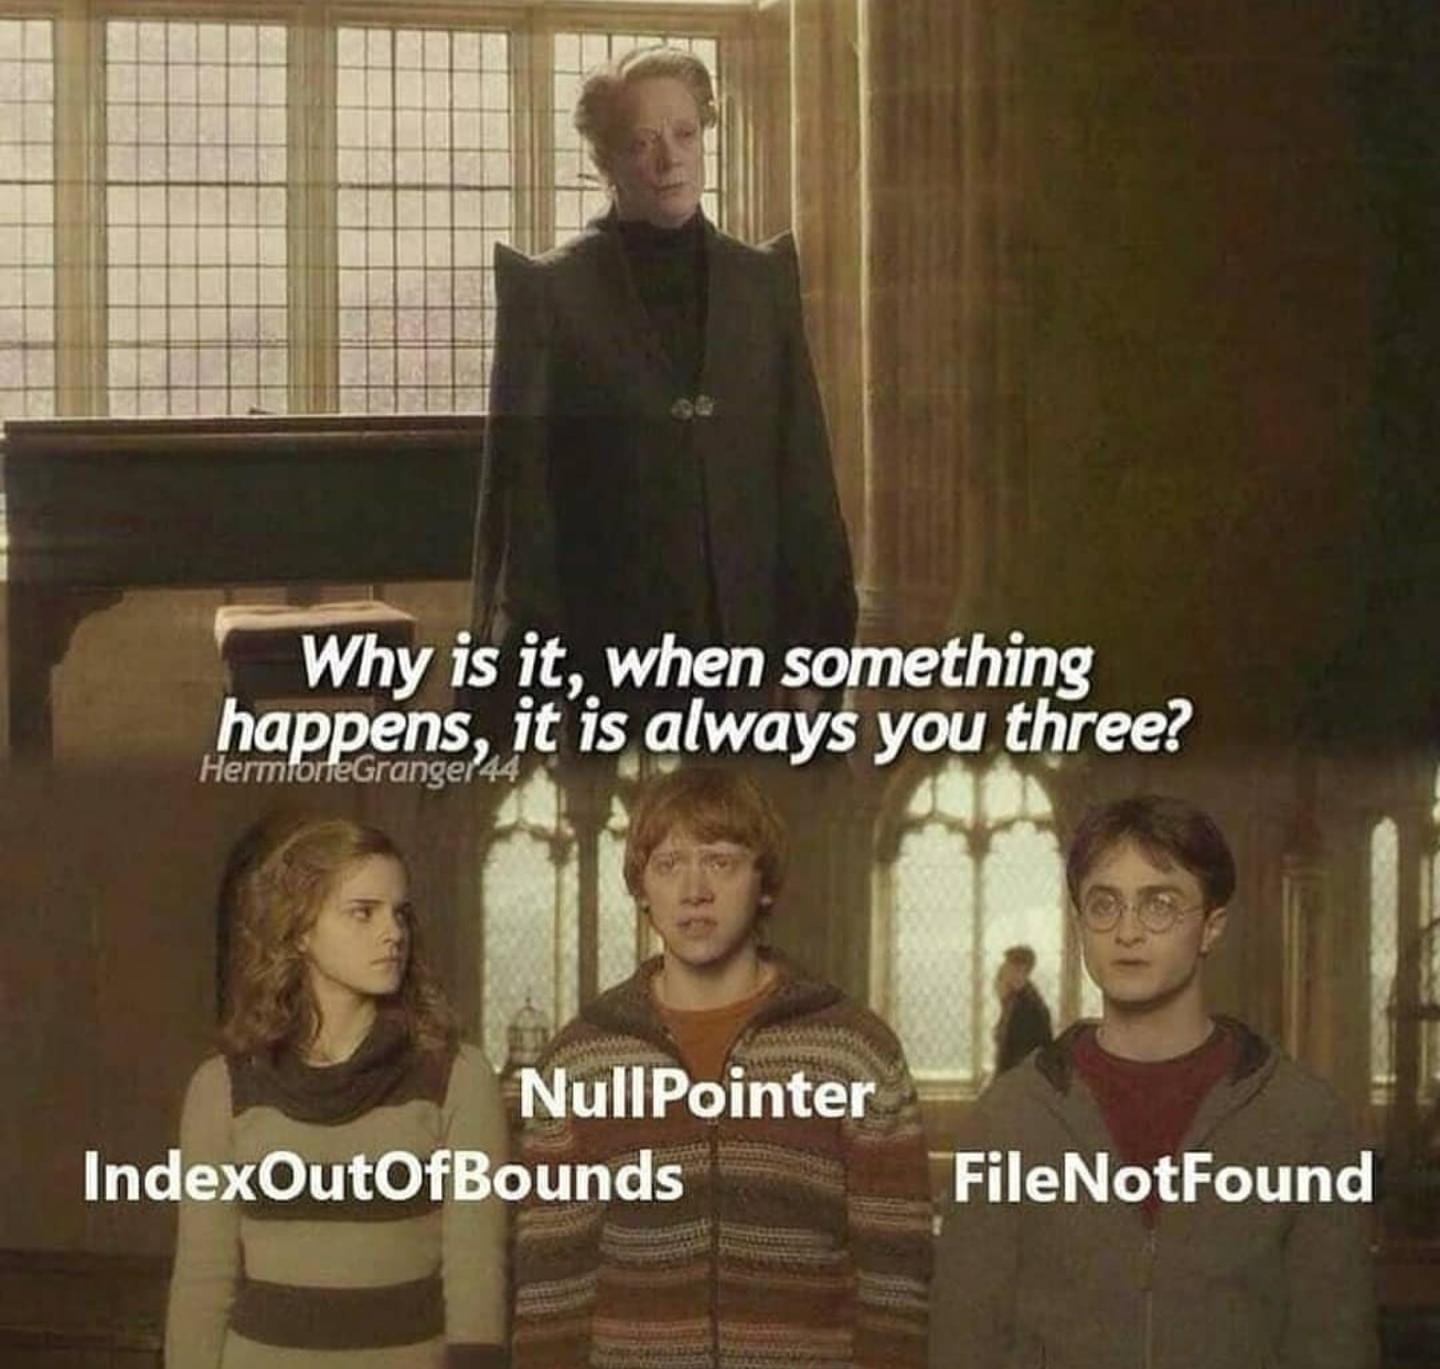 Why is it, when something
happens, it is always you three?
HermioneGranger44
NullPointer
IndexOutOfBounds
FileNotFound